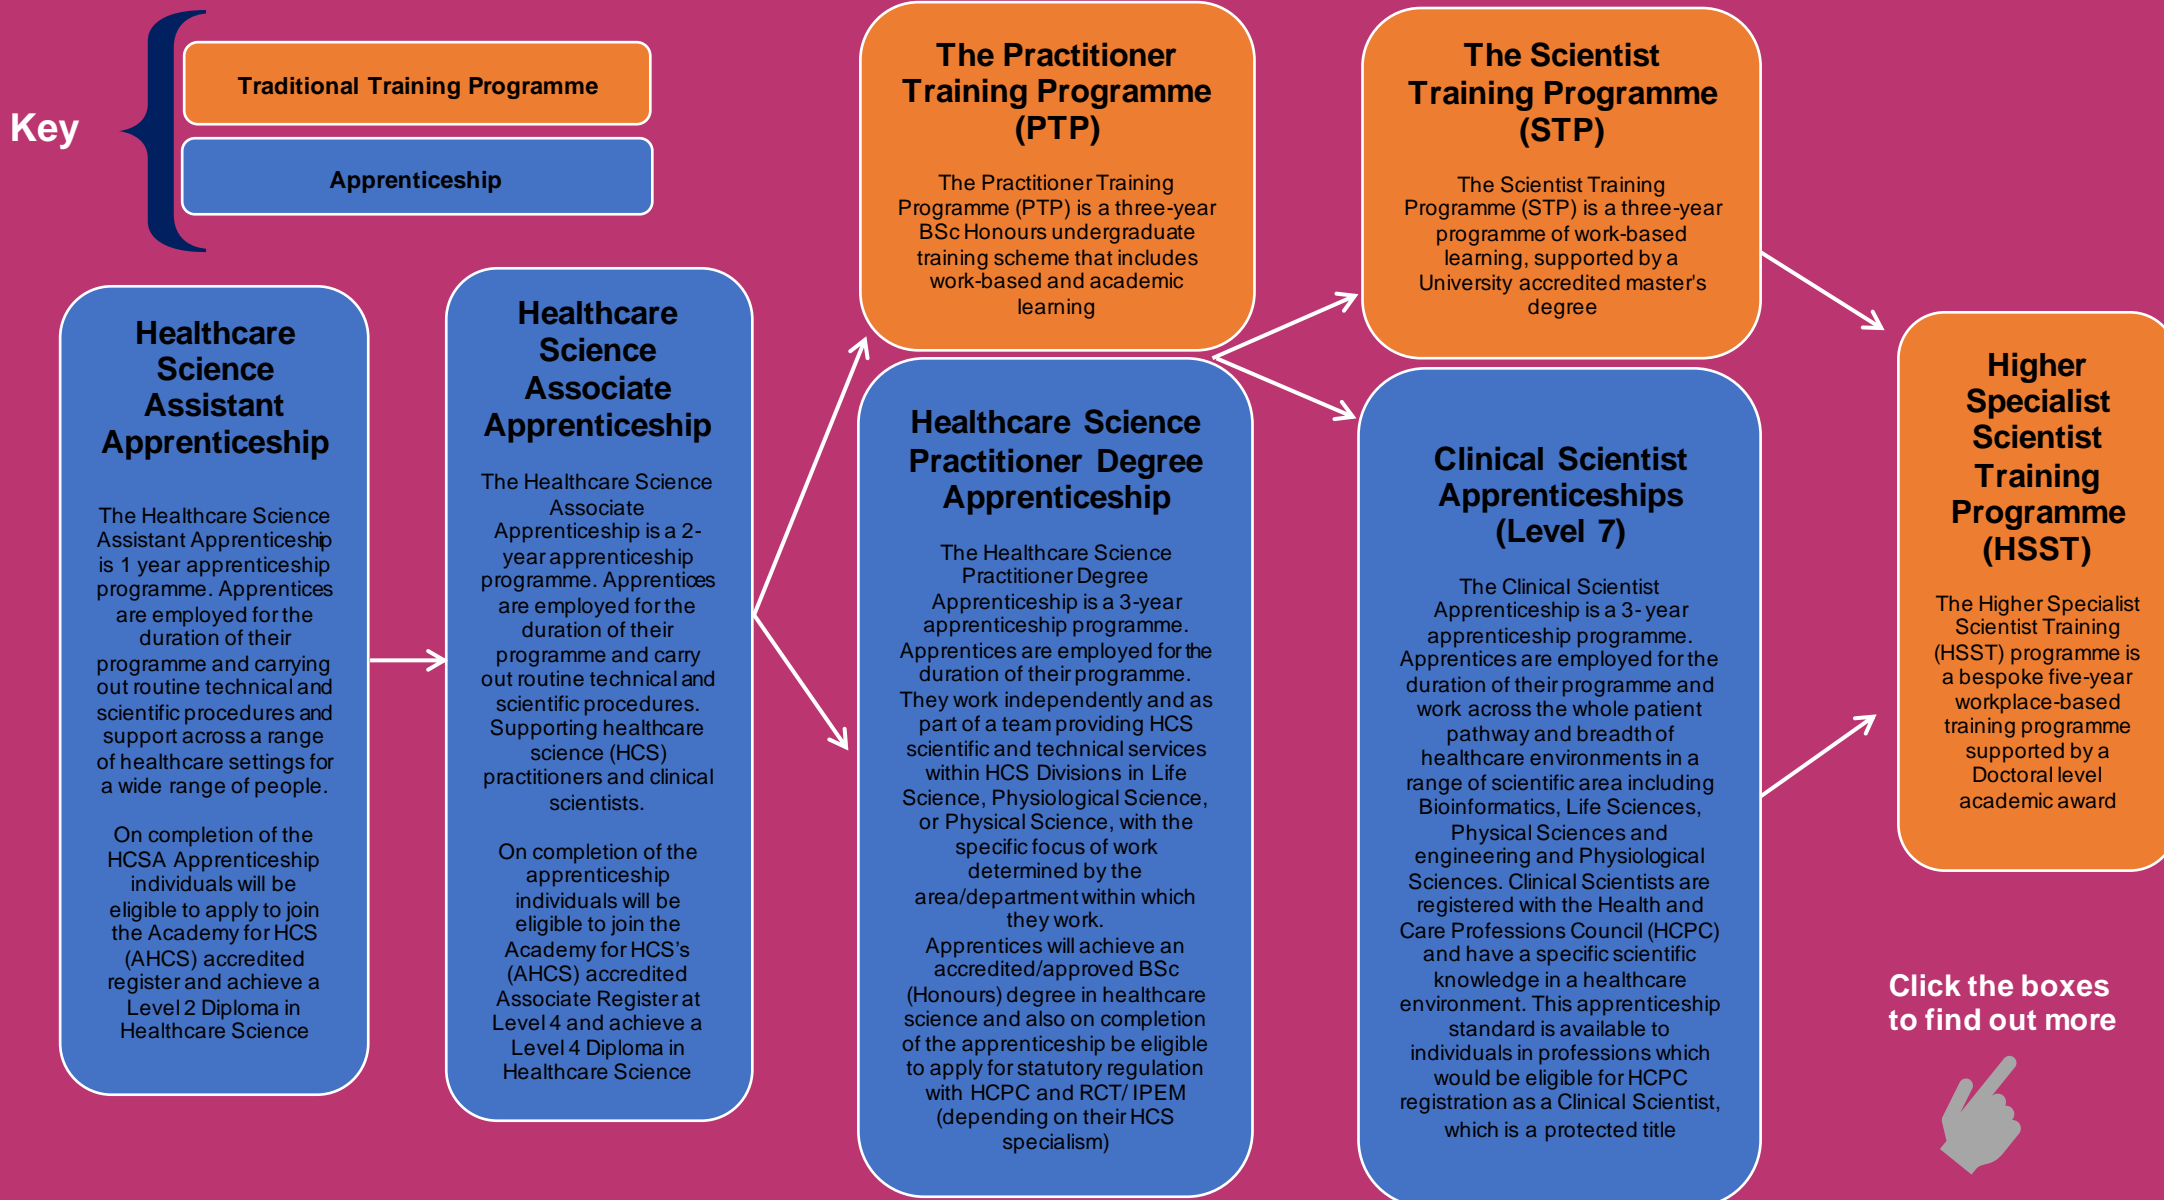 Key
Traditional Training Programme
Apprenticeship
Healthcare
Science
Assistant
Apprenticeship
The Healthcare Science
Assistant Apprenticeship
is 1 year apprenticeship
programme. Apprentices
are employed for the
duration of their
programme and carrying
out routine technical and
scientific procedures and
support across a range
of healthcare settings for
a wide range of people.
On completion of the
HCSA Apprenticeship
individuals will be
eligible to apply to join
the Academy for HCS
(AHCS) accredited
register and achieve a
Level 2 Diploma in
Healthcare Science
Healthcare
Science
Associate
Apprenticeship
The Healthcare Science
Associate
Apprenticeship is a 2-
year apprenticeship
programme. Apprentices
are employed for the
duration of their
programme and carry
out routine technical and
scientific procedures.
Supporting healthcare
science (HCS)
practitioners and clinical
scientists.
On completion of the
apprenticeship
individuals will be
eligible to join the
Academy for HCS’s
(AHCS) accredited
Associate Register at
Level 4 and achieve a
Level 4 Diploma in
Healthcare Science
The Practitioner
Training Programme
(PTP)
The Practitioner Training
Programme (PTP) is a three-year
BSc Honours undergraduate
training scheme that includes
work-based and academic
learning
Healthcare Science
Practitioner Degree
Apprenticeship
The Healthcare Science
Practitioner Degree
Apprenticeship is a 3-year
apprenticeship programme.
Apprentices are employed for the
duration of their programme.
They work independently and as
part of a team providing HCS
scientific and technical services
within HCS Divisions in Life
Science, Physiological Science,
or Physical Science, with the
specific focus of work
determined by the
area/department within which
they work.
Apprentices will achieve an
accredited/approved BSc
(Honours) degree in healthcare
science and also on completion
of the apprenticeship be eligible
to apply for statutory regulation
with HCPC and RCT/ IPEM
(depending on their HCS
specialism)
The Scientist
Training Programme
(STP)
The Scientist Training
Programme (STP) is a three-year
programme of work-based
learning, supported by a
University accredited master's
degree
Clinical Scientist
Apprenticeships
(Level 7)
The Clinical Scientist
Apprenticeship is a 3- year
apprenticeship programme.
Apprentices are employed for the
duration of their programme and
work across the whole patient
pathway and breadth of
healthcare environments in a
range of scientific area including
Bioinformatics, Life Sciences,
Physical Sciences and
engineering and Physiological
Sciences. Clinical Scientists are
registered with the Health and
Care Professions Council (HCPC)
and have a specific scientific
knowledge in a healthcare
environment. This apprenticeship
standard is available to
individuals in professions which
would be eligible for HCPC
registration as a Clinical Scientist,
which is a protected title
Higher
Specialist
Scientist
Training
Programme
(HSST)
The Higher Specialist
Scientist Training
(HSST) programme is
a bespoke five-year
workplace-based
training programme
supported by a
Doctoral level
academic award
Click the boxes
to find out more